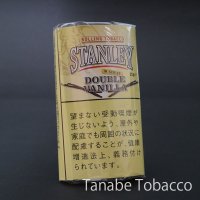 ROLLING TOBACCO
STANLEY
DOUBLE
VANILLA
望まない受動喫煙が
生じないよう、屋外や
家庭でも周囲の状況に
配慮することが、健康
増進法上、義務付けら
れています。
Tanabe Tobacco